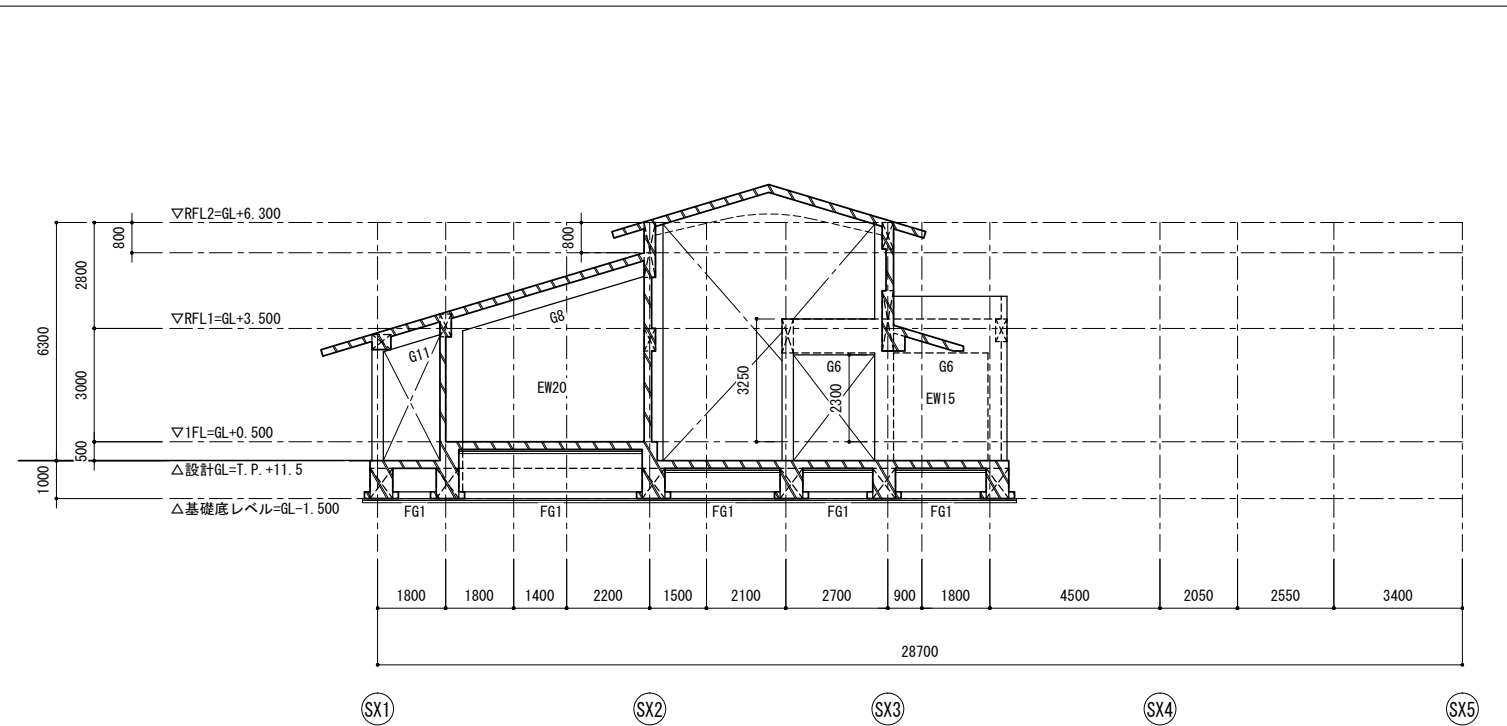 ▽RFL2=GL+6.300
800
800
2800
▽RFL1=GL+3.500
6300
G8
G11
3000
3250
G6
2300
G6
EW20
EW15
▽1FL=GL+0.500
500
△設計GL=T.P.+11.5
1000
△基礎底レベル=GL-1.500
FG1
FG1
FG1
FG1
FG1
1800
1800
1400
2200
1500
2100
2700
900
1800
4500
2050
2550
3400
28700
SX1
SX2
SX3
SX4
SX5